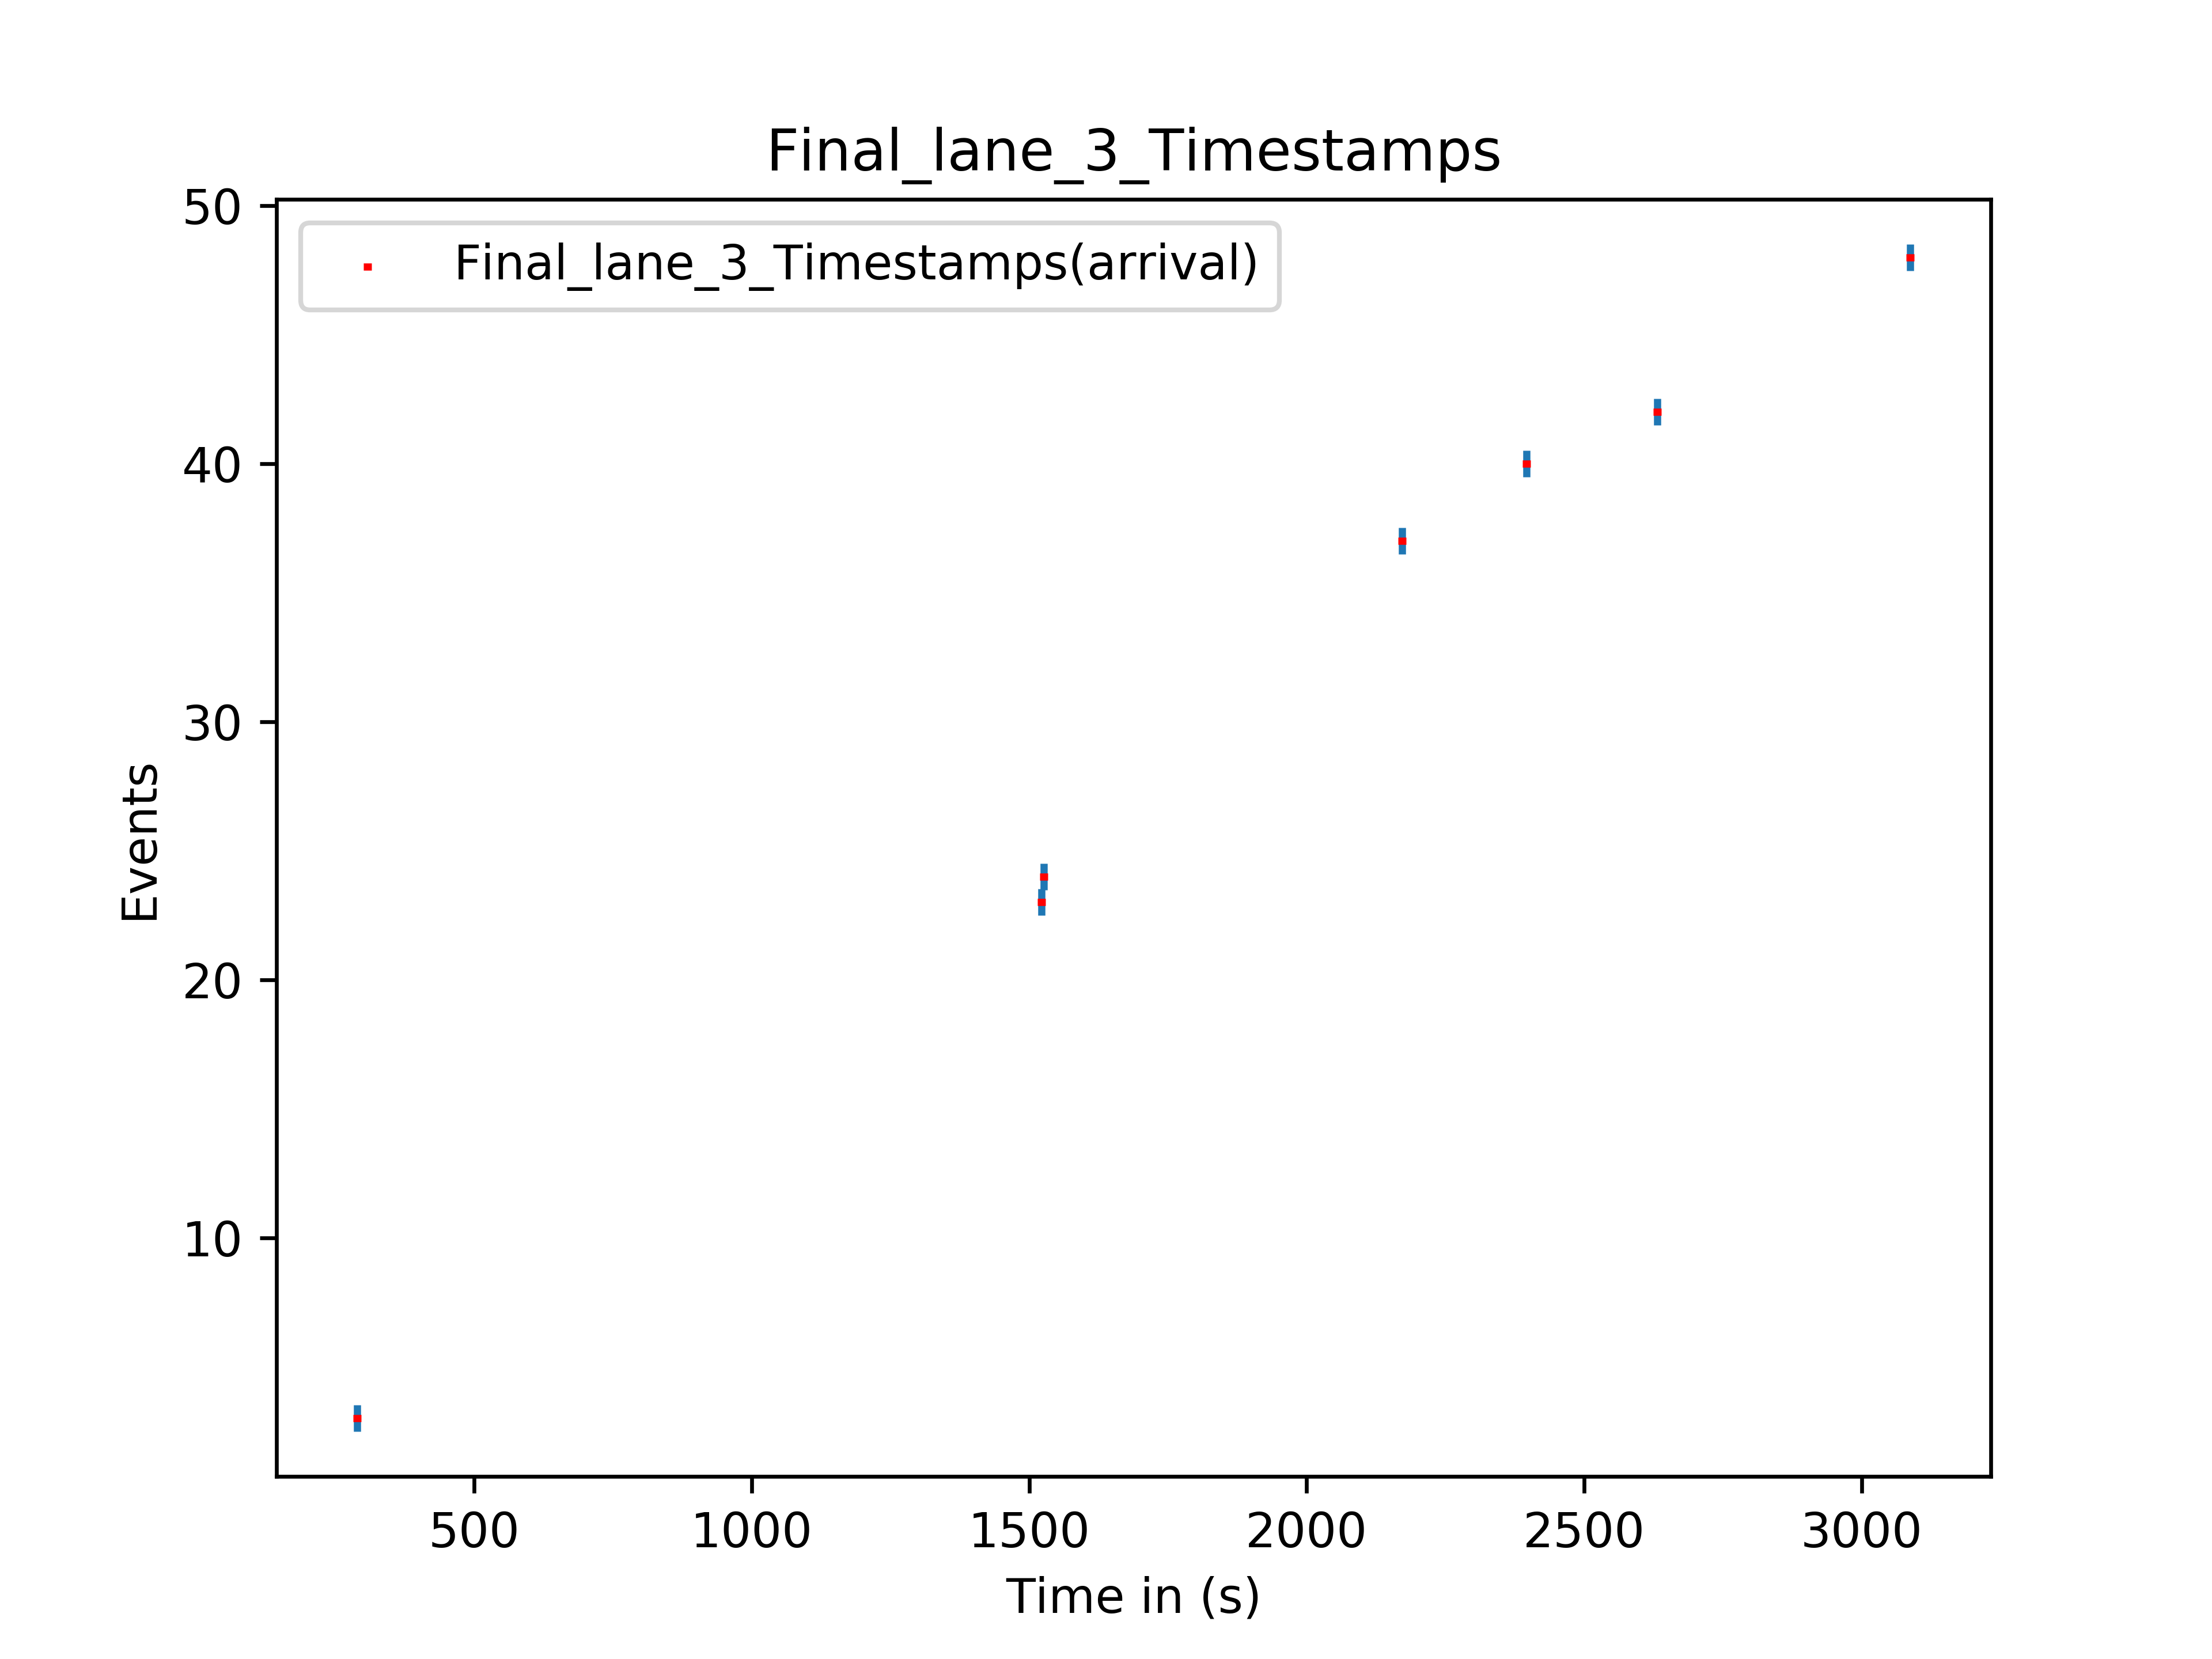 Final_lane_3_Timestamps
Final_lane_3_Timestamps(arrival)
50
40
30
20
10
Events
500 1000 1500 2000 2500 3000
Time in (s)